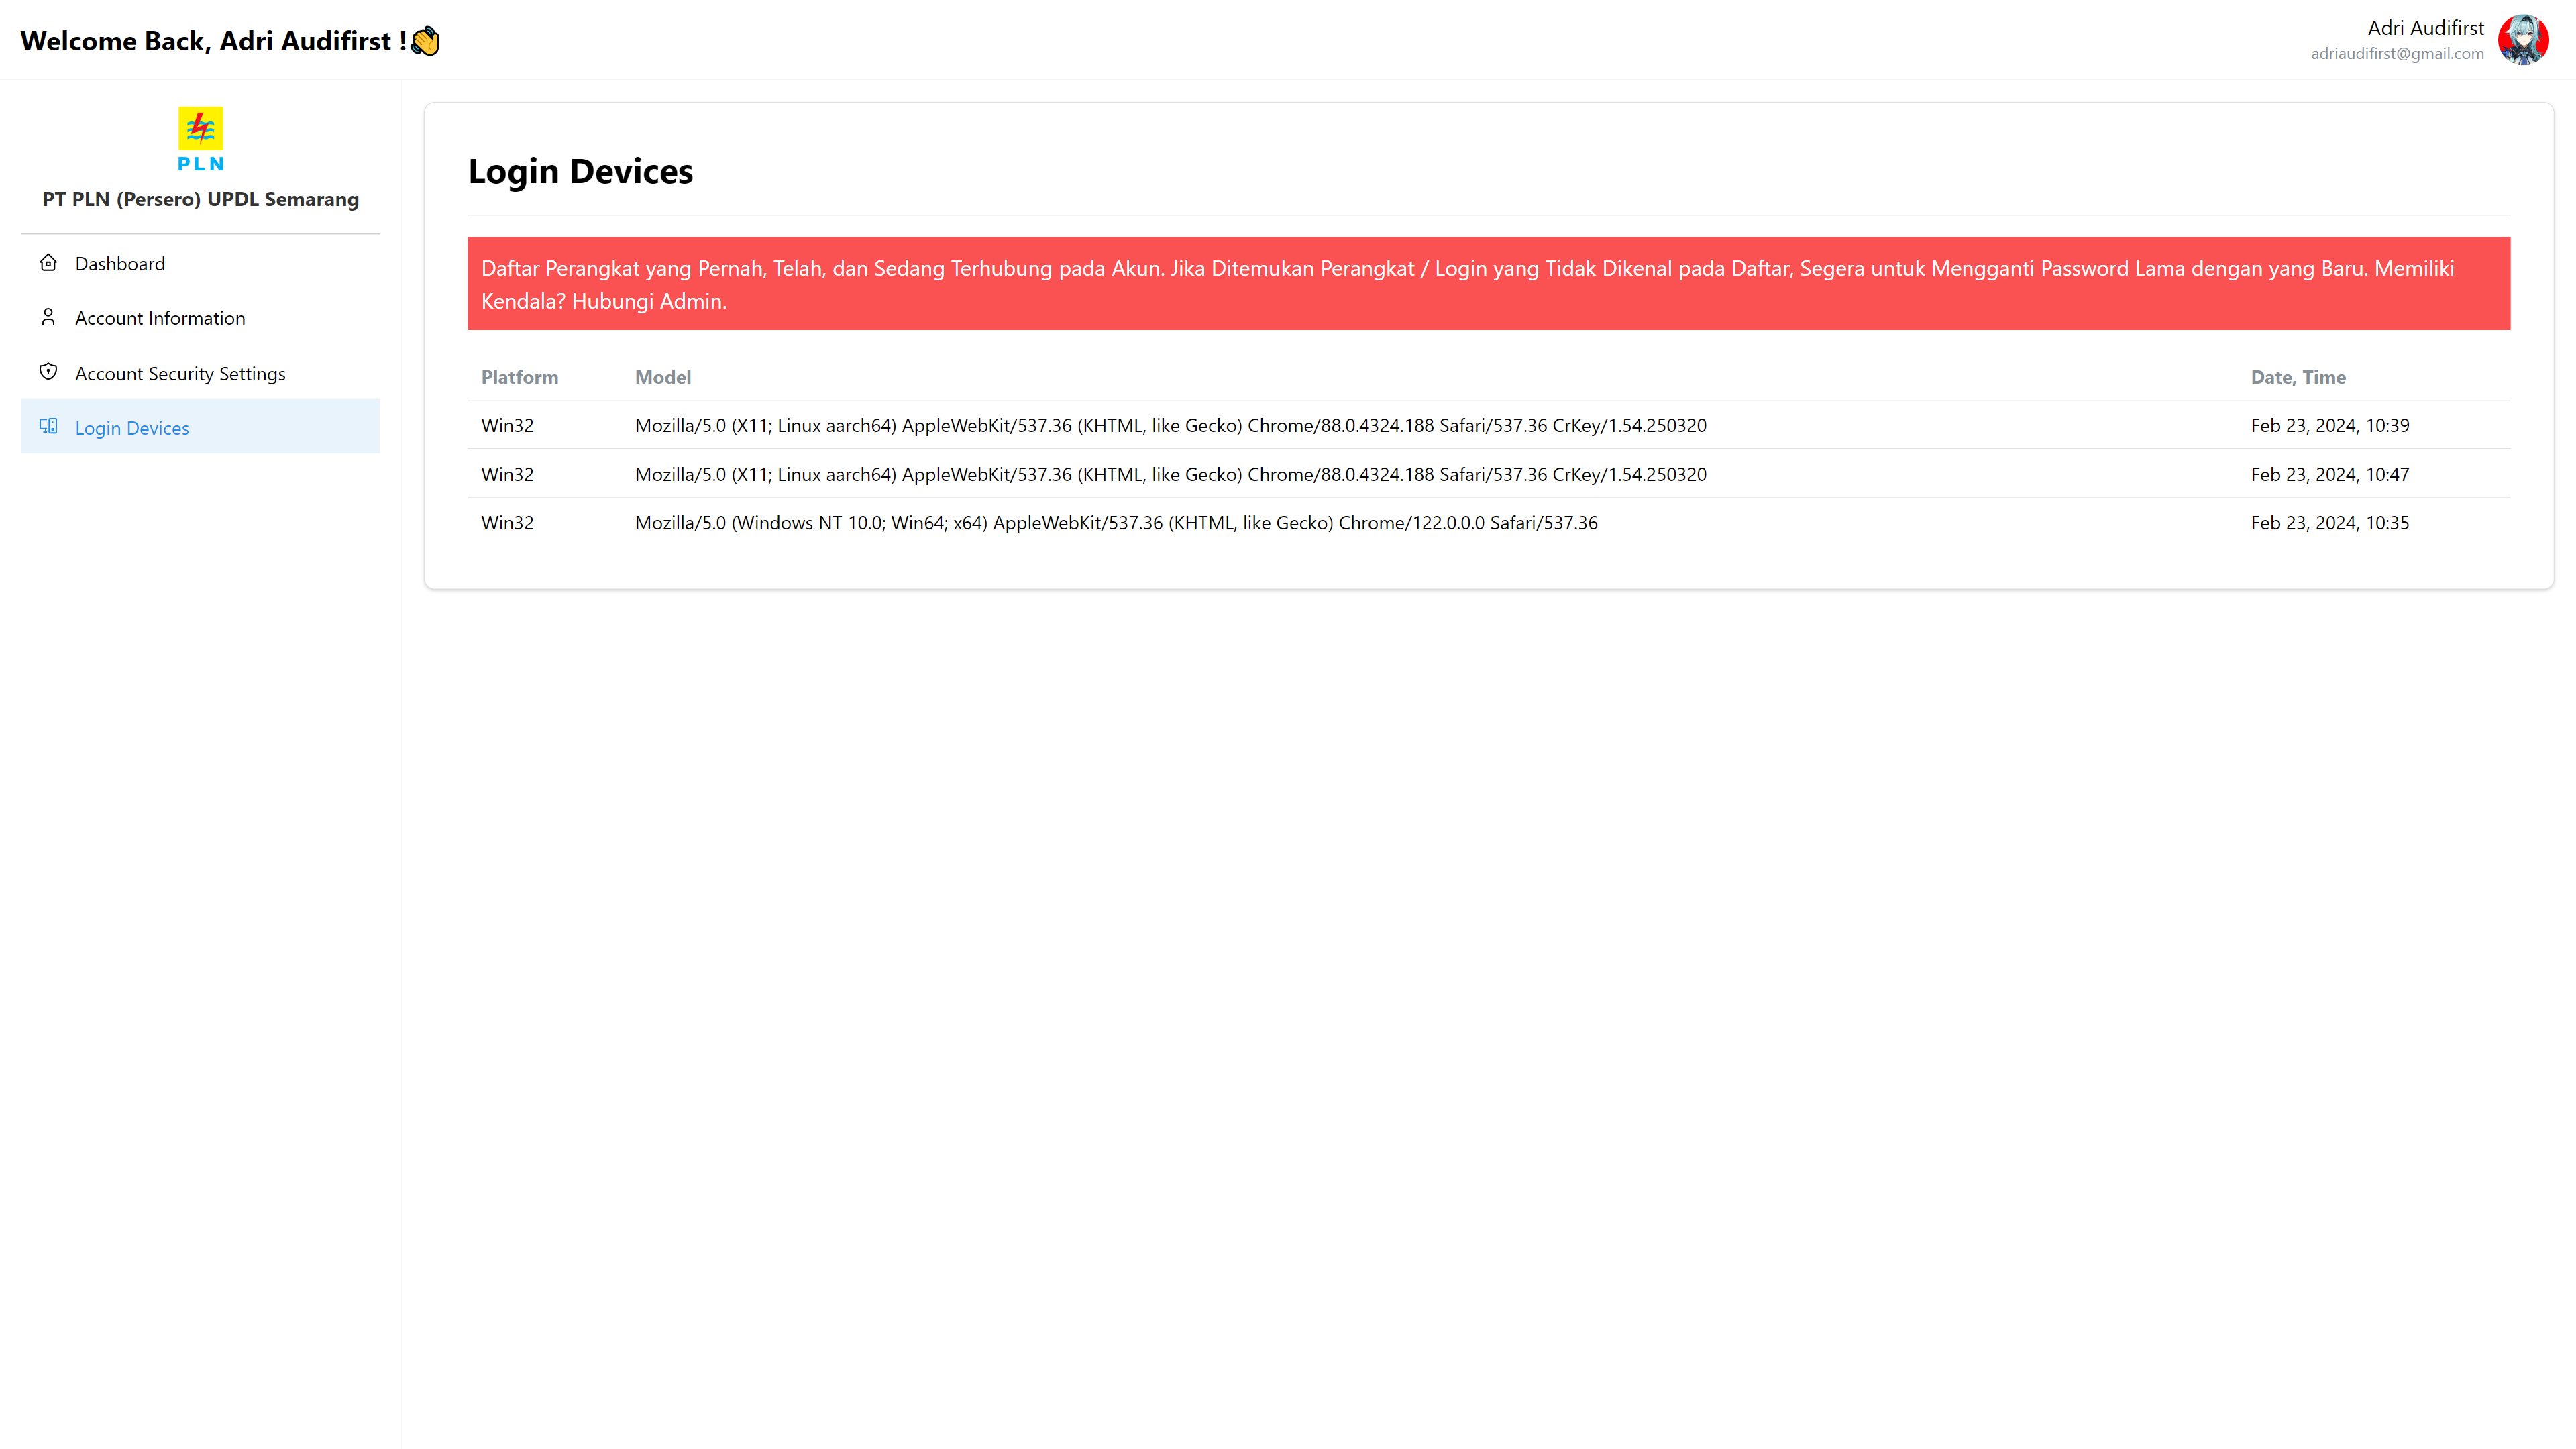 Welcome Back, Adri Audifirst !👋
Adri Audifirst
adriaudifirst@gmail.com
PLN
PT PLN (Persero) UPDL Semarang
Dashboard
Account Information
Account Security Settings
Login Devices
Login Devices
Daftar Perangkat yang Pernah, Telah, dan Sedang Terhubung pada Akun. Jika Ditemukan Perangkat / Login yang Tidak Dikenal pada Daftar, Segera untuk Mengganti Password Lama dengan yang Baru. Memiliki
Kendala? Hubungi Admin.
Platform Model Date, Time
Win32 Mozilla/5.0 (X11; Linux aarch64) AppleWebKit/537.36 (KHTML, like Gecko) Chrome/88.0.4324.188 Safari/537.36 CrKey/1.54.250320 Feb 23, 2024, 10:39
Win32 Mozilla/5.0 (X11; Linux aarch64) AppleWebKit/537.36 (KHTML, like Gecko) Chrome/88.0.4324.188 Safari/537.36 CrKey/1.54.250320 Feb 23, 2024, 10:47
Win32 Mozilla/5.0 (Windows NT 10.0; Win64; x64) AppleWebKit/537.36 (KHTML, like Gecko) Chrome/122.0.0.0 Safari/537.36 Feb 23, 2024, 10:35